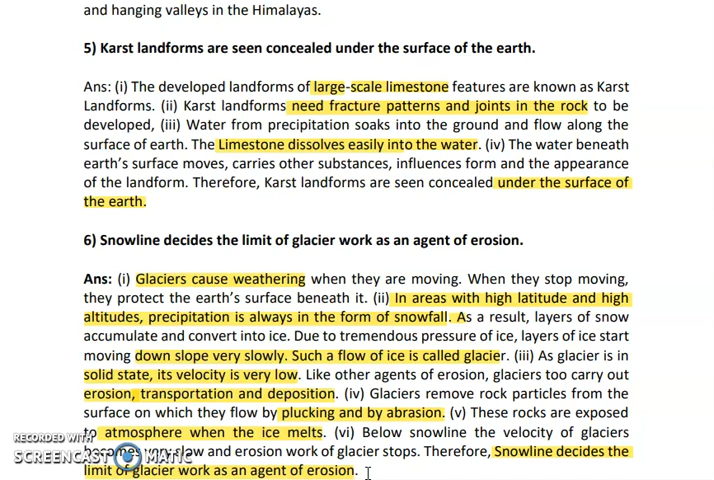 and hanging valleys in the Himalayas.
5) Karst landforms are seen concealed under the surface of the earth.
Ans: (i) The developed landforms of large-scale limestone features are known as Karst
Landforms. (ii) Karst landforms need fracture patterns and joints in the rock to be
developed, (iii) Water from precipitation soaks into the ground and flow along the
surface of earth. The Limestone dissolves easily into the water. (iv) The water beneath
earth's surface moves, carries other substances, influences form and the appearance
of the landform. Therefore, Karst landforms are seen concealed under the surface of
the earth.
6) Snowline decides the limit of glacier work as an agent of erosion.
Ans: (i) Glaciers cause weathering when they are moving. When they stop moving,
they protect the earth's surface beneath it. (ii) In areas with high latitude and high
altitudes, precipitation is always in the form of snowfall. As a result, layers of snow
accumulate and convert into ice. Due to tremendous pressure of ice, layers of ice start
moving down slope very slowly. Such a flow of ice is called glacier. (iii) As glacier is in
solid state, its velocity is very low. Like other agents of erosion, glaciers too carry out
erosion, transportation and deposition. (iv) Glaciers remove rock particles from the
surface on which they flow by plucking and by abrasion. (v) These rocks are exposed
to atmosphere when the ice melts. (vi) Below snowline the velocity of glaciers
becomes very slow and erosion work of glacier stops. Therefore, Snowline decides the
limit of glacier work as an agent of erosion.
RECORDED WITH
SCREENCAST MATIC